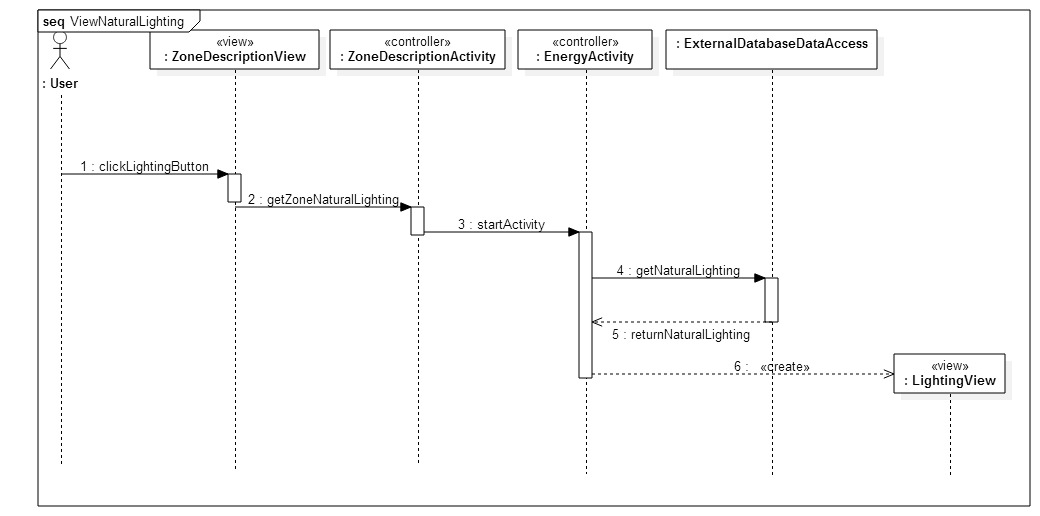 seq ViewNaturalLighting
«view»
: ZoneDescriptionView
«controller»
: ZoneDescriptionActivity
«controller»
: EnergyActivity
: ExternalDatabaseDataAccess
: User
1 : clickLightingButton
2 : getZoneNaturalLighting
3 : startActivity
4 : getNaturalLighting
5 : returnNaturalLighting
6 : «create»
«view»
: LightingView